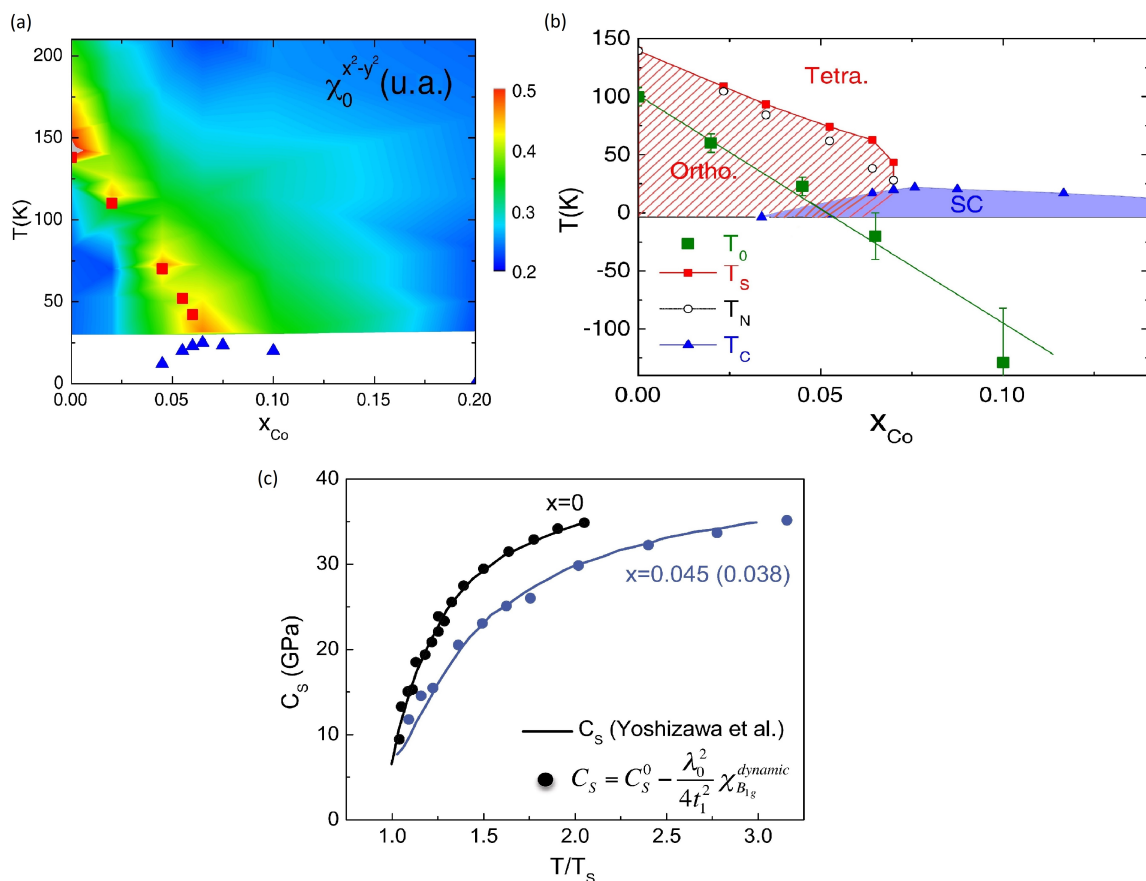 (a)
200
150
100
50
0
T(K)
0.00
0.05
0.10
0.15
0.20
x_Co
χ_0^{x²-y²}(u.a.)
0.5
0.4
0.3
0.2
(b)
150
100
50
0
-50
-100
T(K)
Tetra.
Ortho.
SC
T_0
T_S
T_N
T_C
0.00
0.05
0.10
x_Co
(c)
40
30
20
10
0
C_S (GPa)
x=0
x=0.045 (0.038)
C_S (Yoshizawa et al.)
C_S = C_S^0 − λ_0^2/4t_1^2 χ_{B_{1g}}^{dynamic}
1.0
1.5
2.0
2.5
3.0
T/T_S